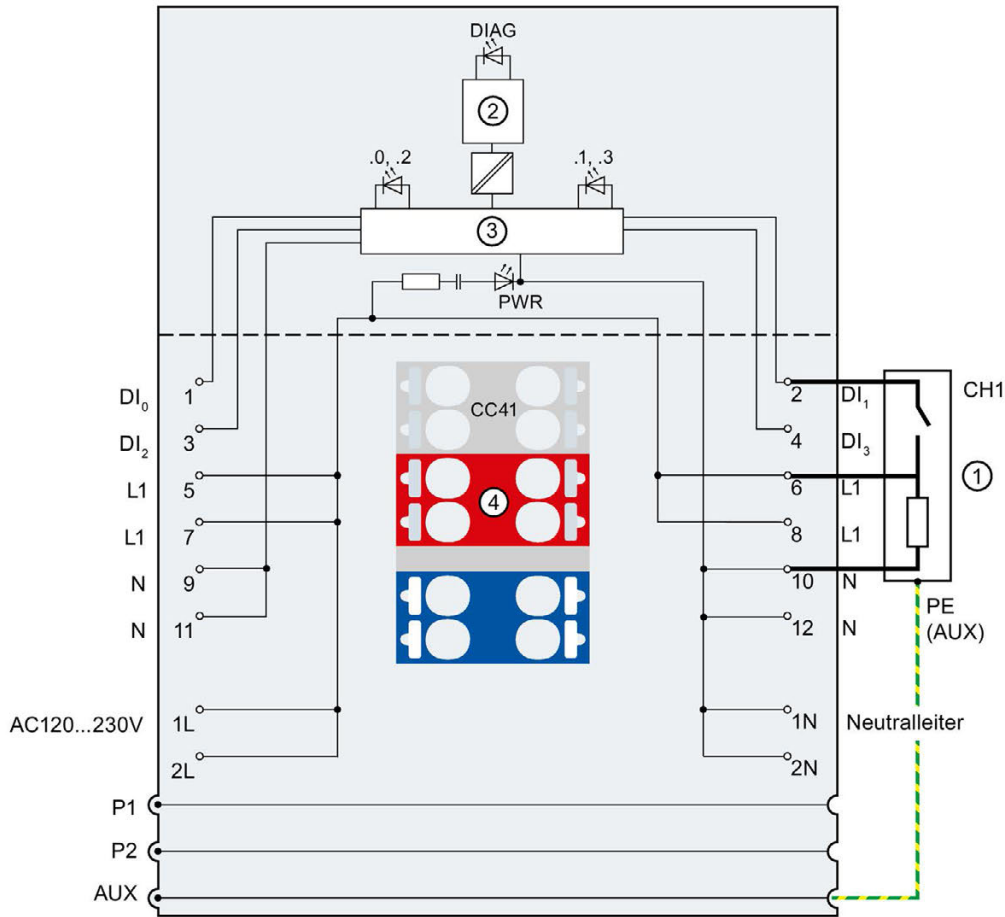 DIAG
②
.0, .2
.1, .3
③
PWR
CC41
④
DI₀ 1
DI₂ 3
L1 5
L1 7
N 9
N 11
AC120...230V 1L
2L
P1
P2
AUX
2 DI₁ CH1
4 DI₃
①
6 L1
8 L1
10 N
12 N
PE
(AUX)
1N Neutralleiter
2N